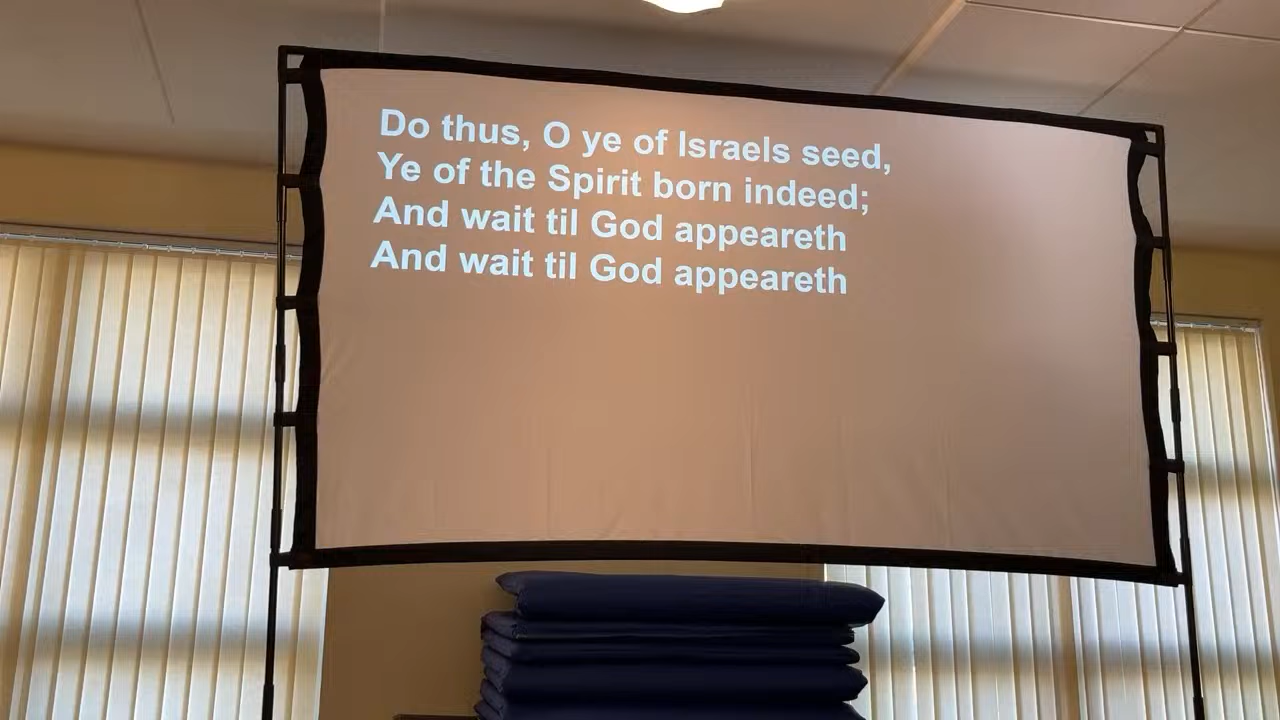 Do thus, O ye of Israels seed,
Ye of the Spirit born indeed;
And wait til God appeareth
And wait til God appeareth